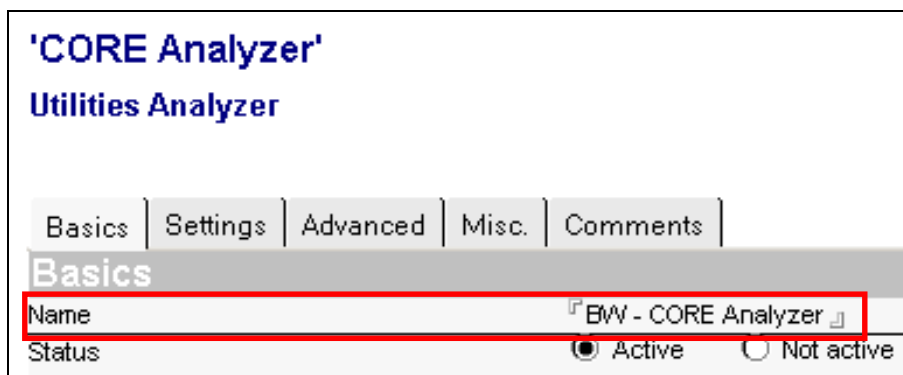 'CORE Analyzer'
Utilities Analyzer
Basics Settings Advanced Misc. Comments
Basics
Name BW - CORE Analyzer
Status Active Not active